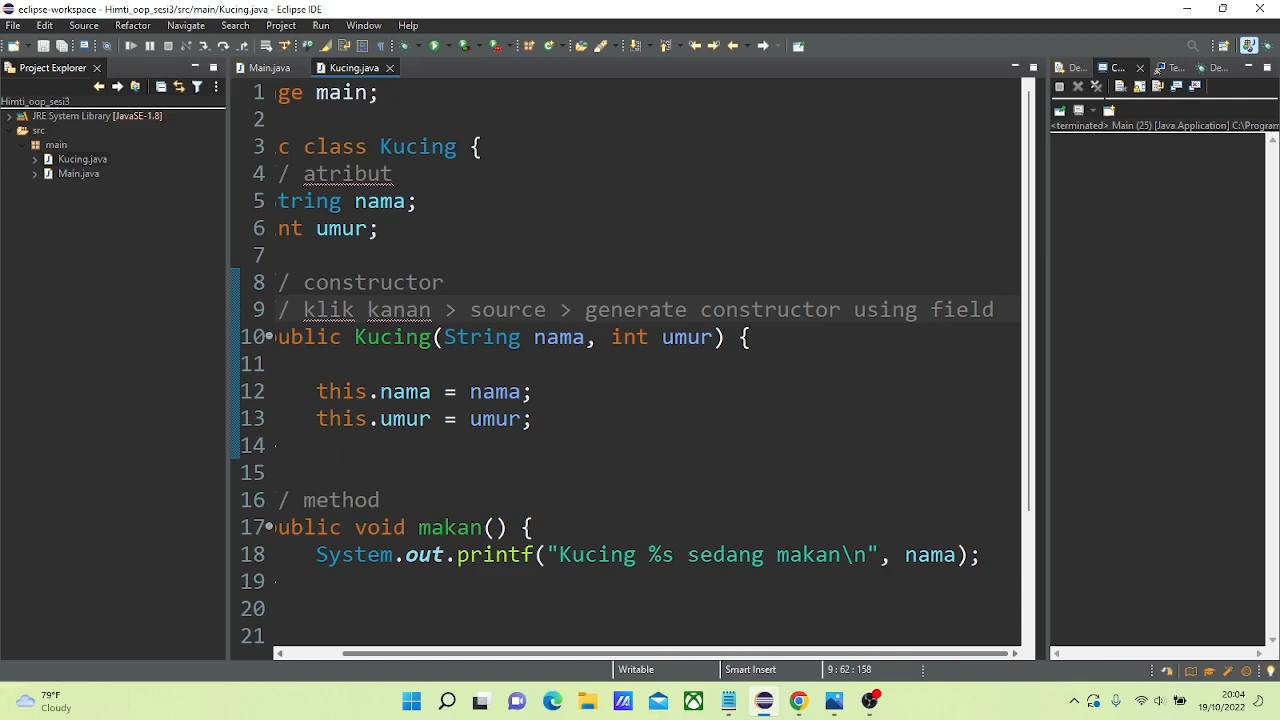 eclipse-workspace - Himti_oop_sesi3/src/main/Kucing.java - Eclipse IDE
File Edit Source Refactor Navigate Search Project Run Window Help
Project Explorer
Main.java Kucing.java
De... C... Te... De...
Himti_oop_sesi3
JRE System Library [JavaSE-1.8]
src
main
Kucing.java
Main.java
<terminated> Main (25) [Java Application] C:\Program
1 ge main;
2
3 c class Kucing {
4 / atribut
5 tring nama;
6 nt umur;
7
8 / constructor
9 / klik kanan > source > generate constructor using field
10 ublic Kucing(String nama, int umur) {
11
12 this.nama = nama;
13 this.umur = umur;
14
15
16 / method
17 ublic void makan() {
18 System.out.printf("Kucing %s sedang makan\n", nama);
19
20
21
Writable Smart Insert 9 : 62 : 158
79°F
Cloudy
20:04
19/10/2022